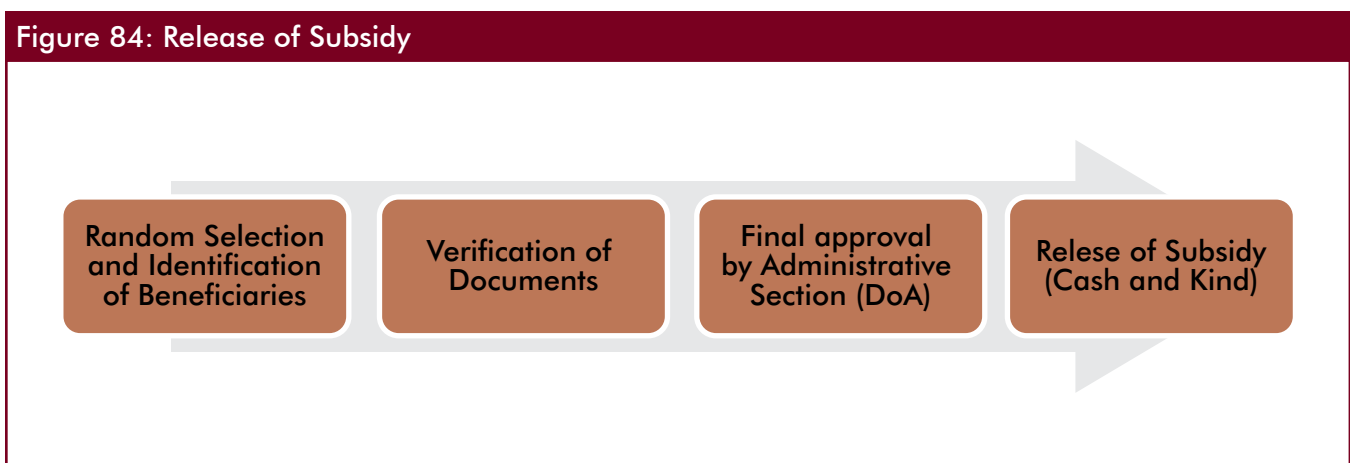 Figure 84: Release of Subsidy
Random Selection
and Identification
of Beneficiaries
Verification of
Documents
Final approval
by Administrative
Section (DoA)
Relese of Subsidy
(Cash and Kind)